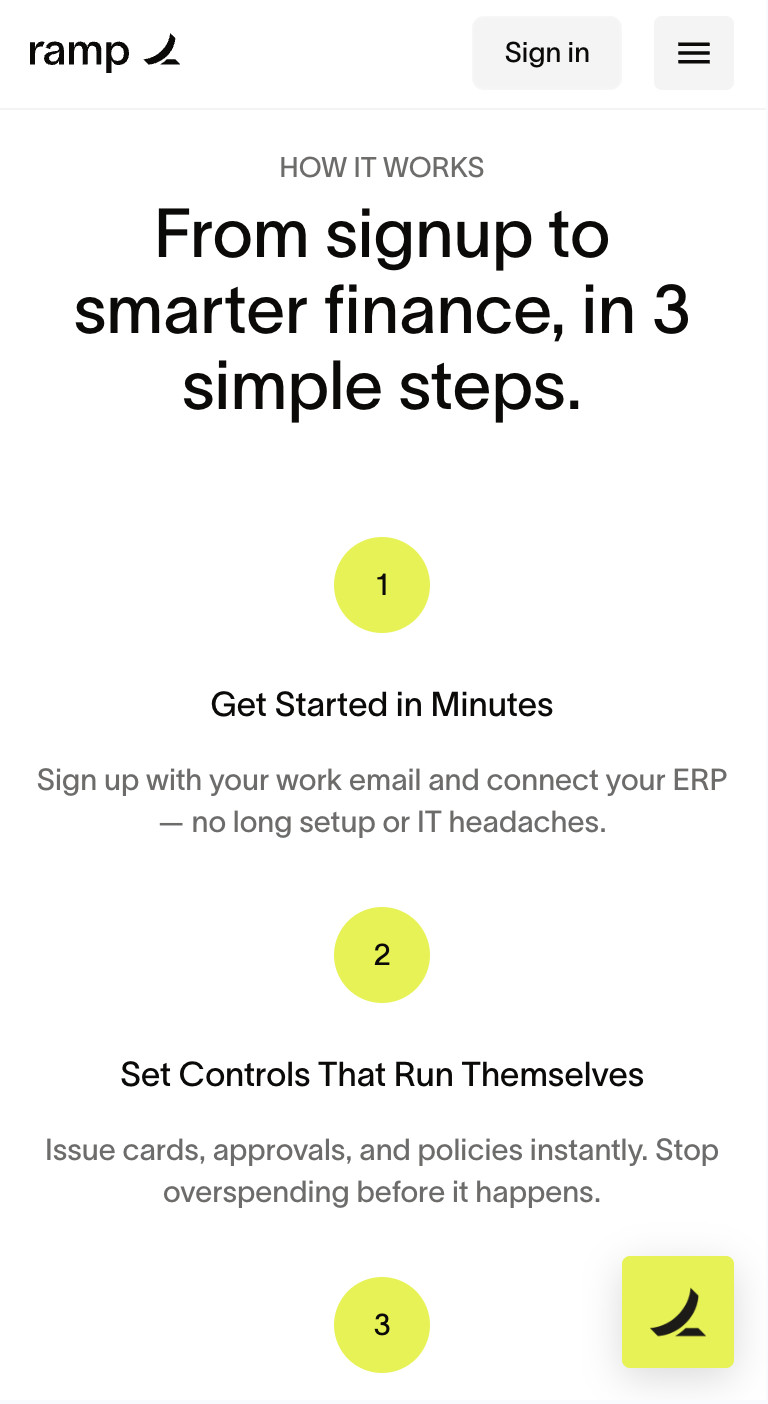 ramp
Sign in
HOW IT WORKS
From signup to
smarter finance, in 3
simple steps.
1
Get Started in Minutes
Sign up with your work email and connect your ERP
— no long setup or IT headaches.
2
Set Controls That Run Themselves
Issue cards, approvals, and policies instantly. Stop
overspending before it happens.
3